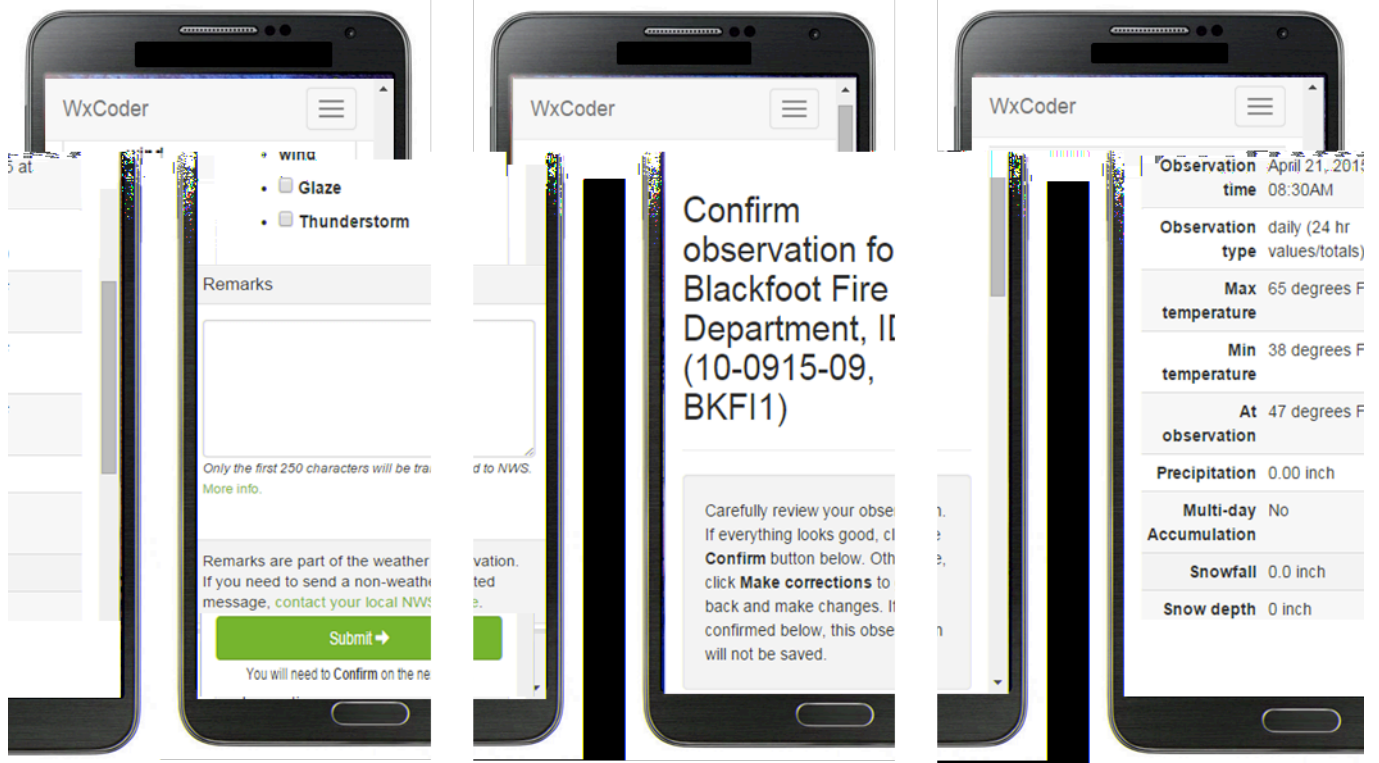 WxCoder
WxCoder
WxCoder
5 at
wind
Glaze
Thunderstorm
Remarks
Only the first 250 characters will be tra d to NWS.
More info.
Remarks are part of the weather vation.
If you need to send a non-weathe ted
message, contact your local NWS e.
Submit
You will need to Confirm on the ne
Confirm
observation fo
Blackfoot Fire
Department, ID
(10-0915-09,
BKFI1)
Carefully review your obser n.
If everything looks good, cl e
Confirm button below. Oth e,
click Make corrections to
back and make changes. If
confirmed below, this obse n
will not be saved.
Observation April 21, 2015
time 08:30AM
Observation daily (24 hr
type values/totals)
Max 65 degrees F
temperature
Min 38 degrees F
temperature
At 47 degrees F
observation
Precipitation 0.00 inch
Multi-day No
Accumulation
Snowfall 0.0 inch
Snow depth 0 inch